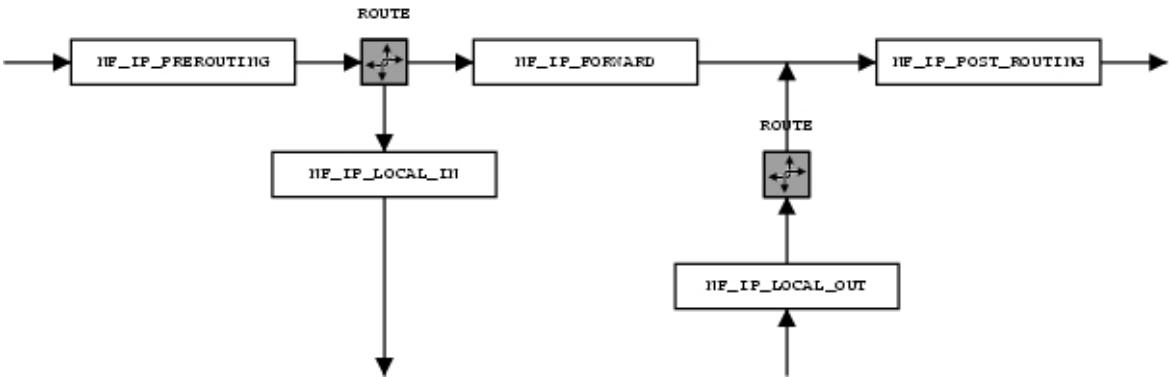 ROUTE
NF_IP_PREROUTING
NF_IP_FORWARD
NF_IP_POST_ROUTING
ROUTE
NF_IP_LOCAL_IN
NF_IP_LOCAL_OUT